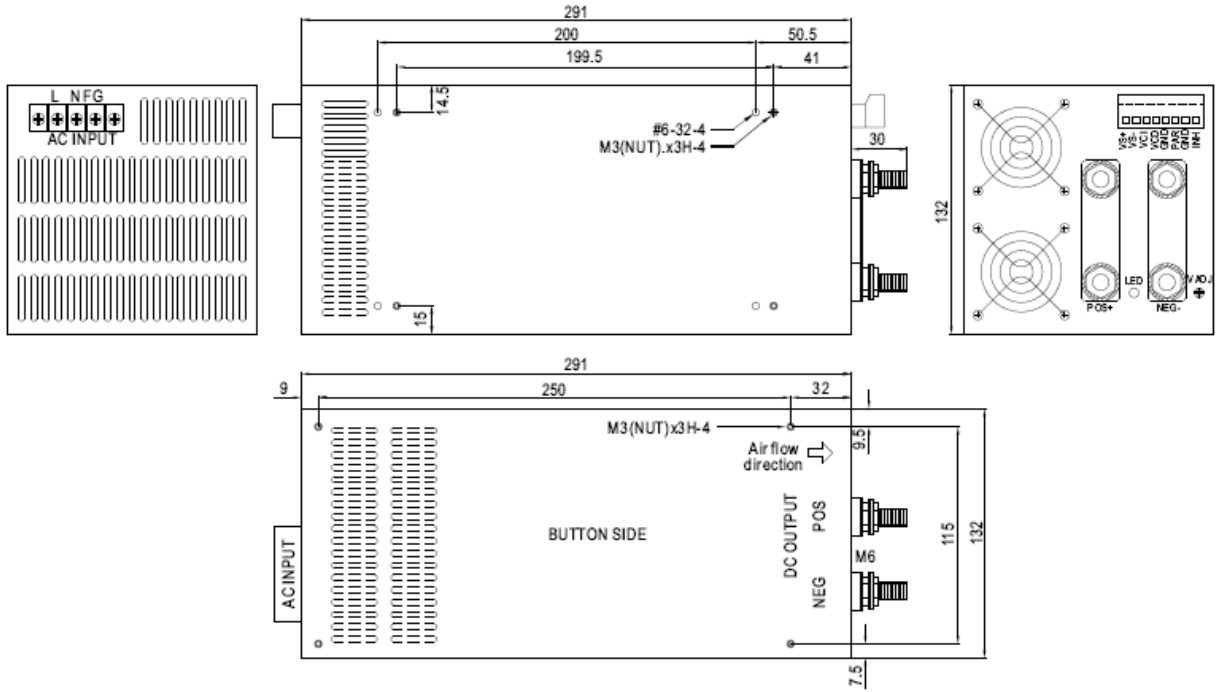 291
200
50.5
199.5
41
L NFG
AC INPUT
14.5
#6-32-4
M3(NUT).x3H-4
30
15
132
VS+
VS-
VCI
VCO
GND
PAR
GND
INH
LED
V ADJ
POS+
NEG-
291
9
250
32
M3(NUT)x3H-4
9.5
Air flow
direction
AC INPUT
BUTTON SIDE
DC OUTPUT
POS
NEG
M6
115
132
7.5